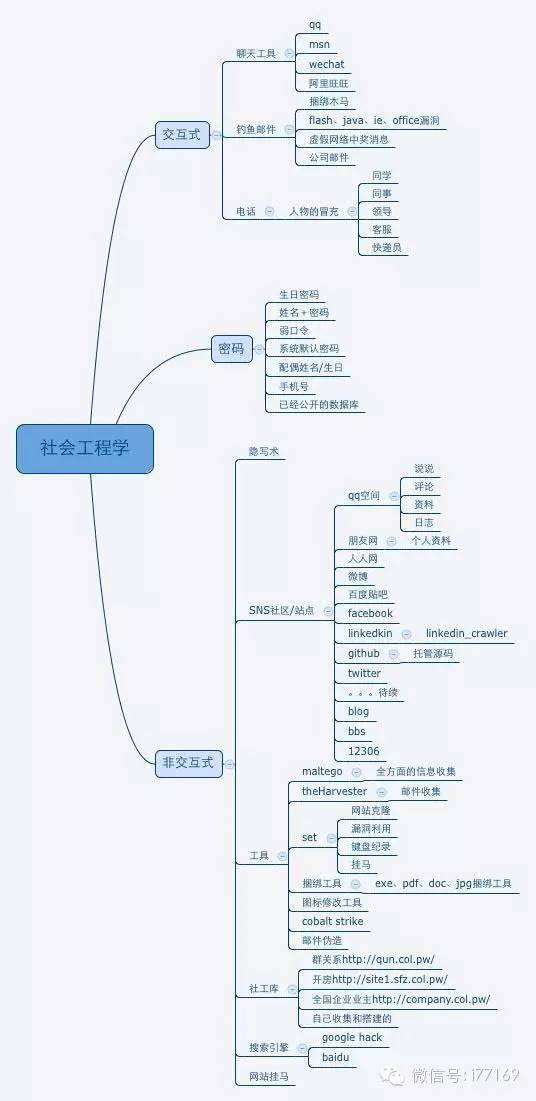 社会工程学
交互式
聊天工具
qq
msn
wechat
阿里旺旺
钓鱼邮件
捆绑木马
flash、java、ie、office漏洞
虚假网络中奖消息
公司邮件
电话
人物的冒充
同学
同事
领导
客服
快递员
密码
生日密码
姓名+密码
弱口令
系统默认密码
配偶姓名/生日
手机号
已经公开的数据库
非交互式
隐写术
SNS社区/站点
qq空间
说说
评论
资料
日志
朋友网
个人资料
人人网
微博
百度贴吧
facebook
linkedkin
linkedin_crawler
github
托管源码
twitter
。。。待续
blog
bbs
12306
工具
maltego
全方面的信息收集
theHarvester
邮件收集
set
网站克隆
漏洞利用
键盘纪录
挂马
捆绑工具
exe、pdf、doc、jpg捆绑工具
图标修改工具
cobalt strike
邮件伪造
社工库
群关系http://qun.col.pw/
开房http://site1.sfz.col.pw/
全国企业业主http://company.col.pw/
自己收集和搭建的
搜索引擎
google hack
baidu
网站挂马
微信号: i77169